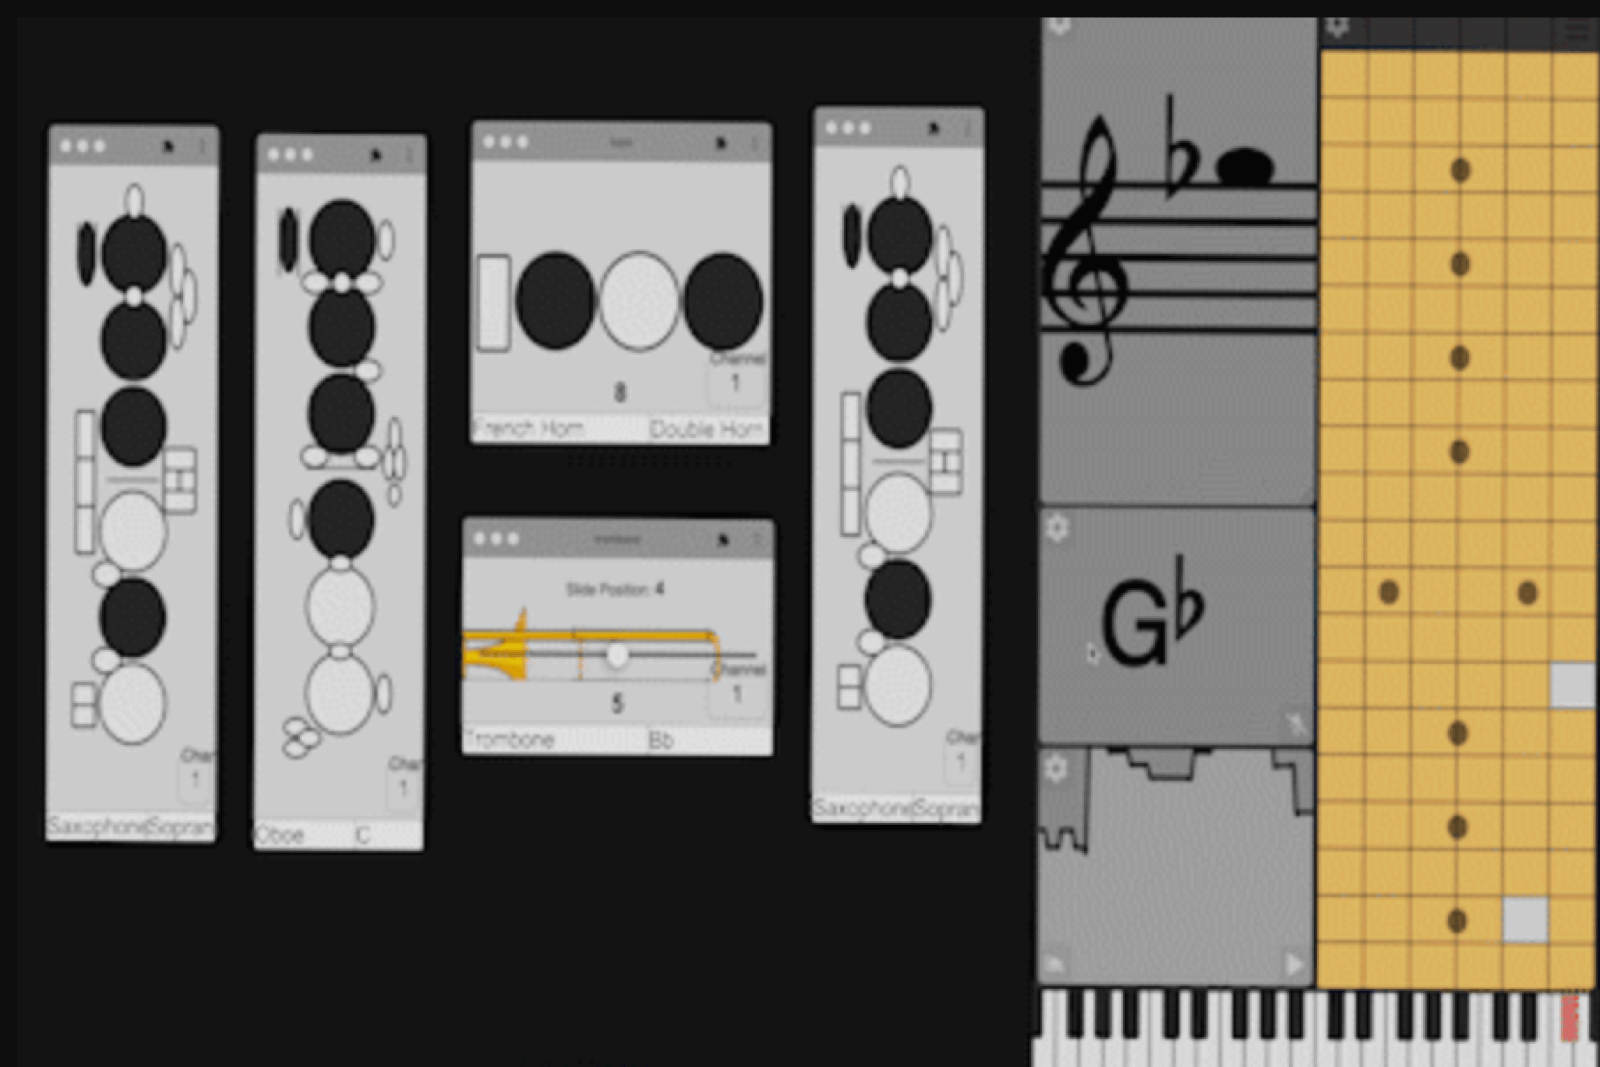 Char
1
Saxophone Sopran
Oboe
C
Char
1
horn
Channel
1
8
French Horn
Double Horn
trombone
Slide Position: 4
Channel
1
5
Trombone
Bb
Char
1
Saxophone Sopran
G♭